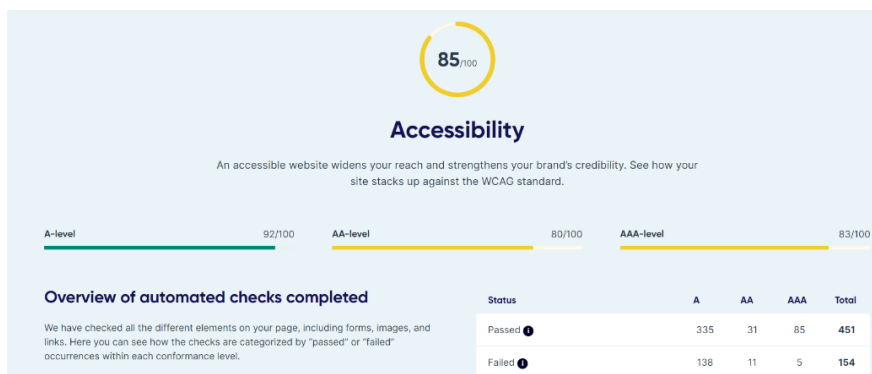 85/100
Accessibility
An accessible website widens your reach and strengthens your brand's credibility. See how your
site stacks up against the WCAG standard.
A-level 92/100 AA-level 80/100 AAA-level 83/100
Overview of automated checks completed
We have checked all the different elements on your page, including forms, images, and
links. Here you can see how the checks are categorized by "passed" or "failed"
occurrences within each conformance level.
Status A AA AAA Total
Passed i 335 31 85 451
Failed i 138 11 5 154